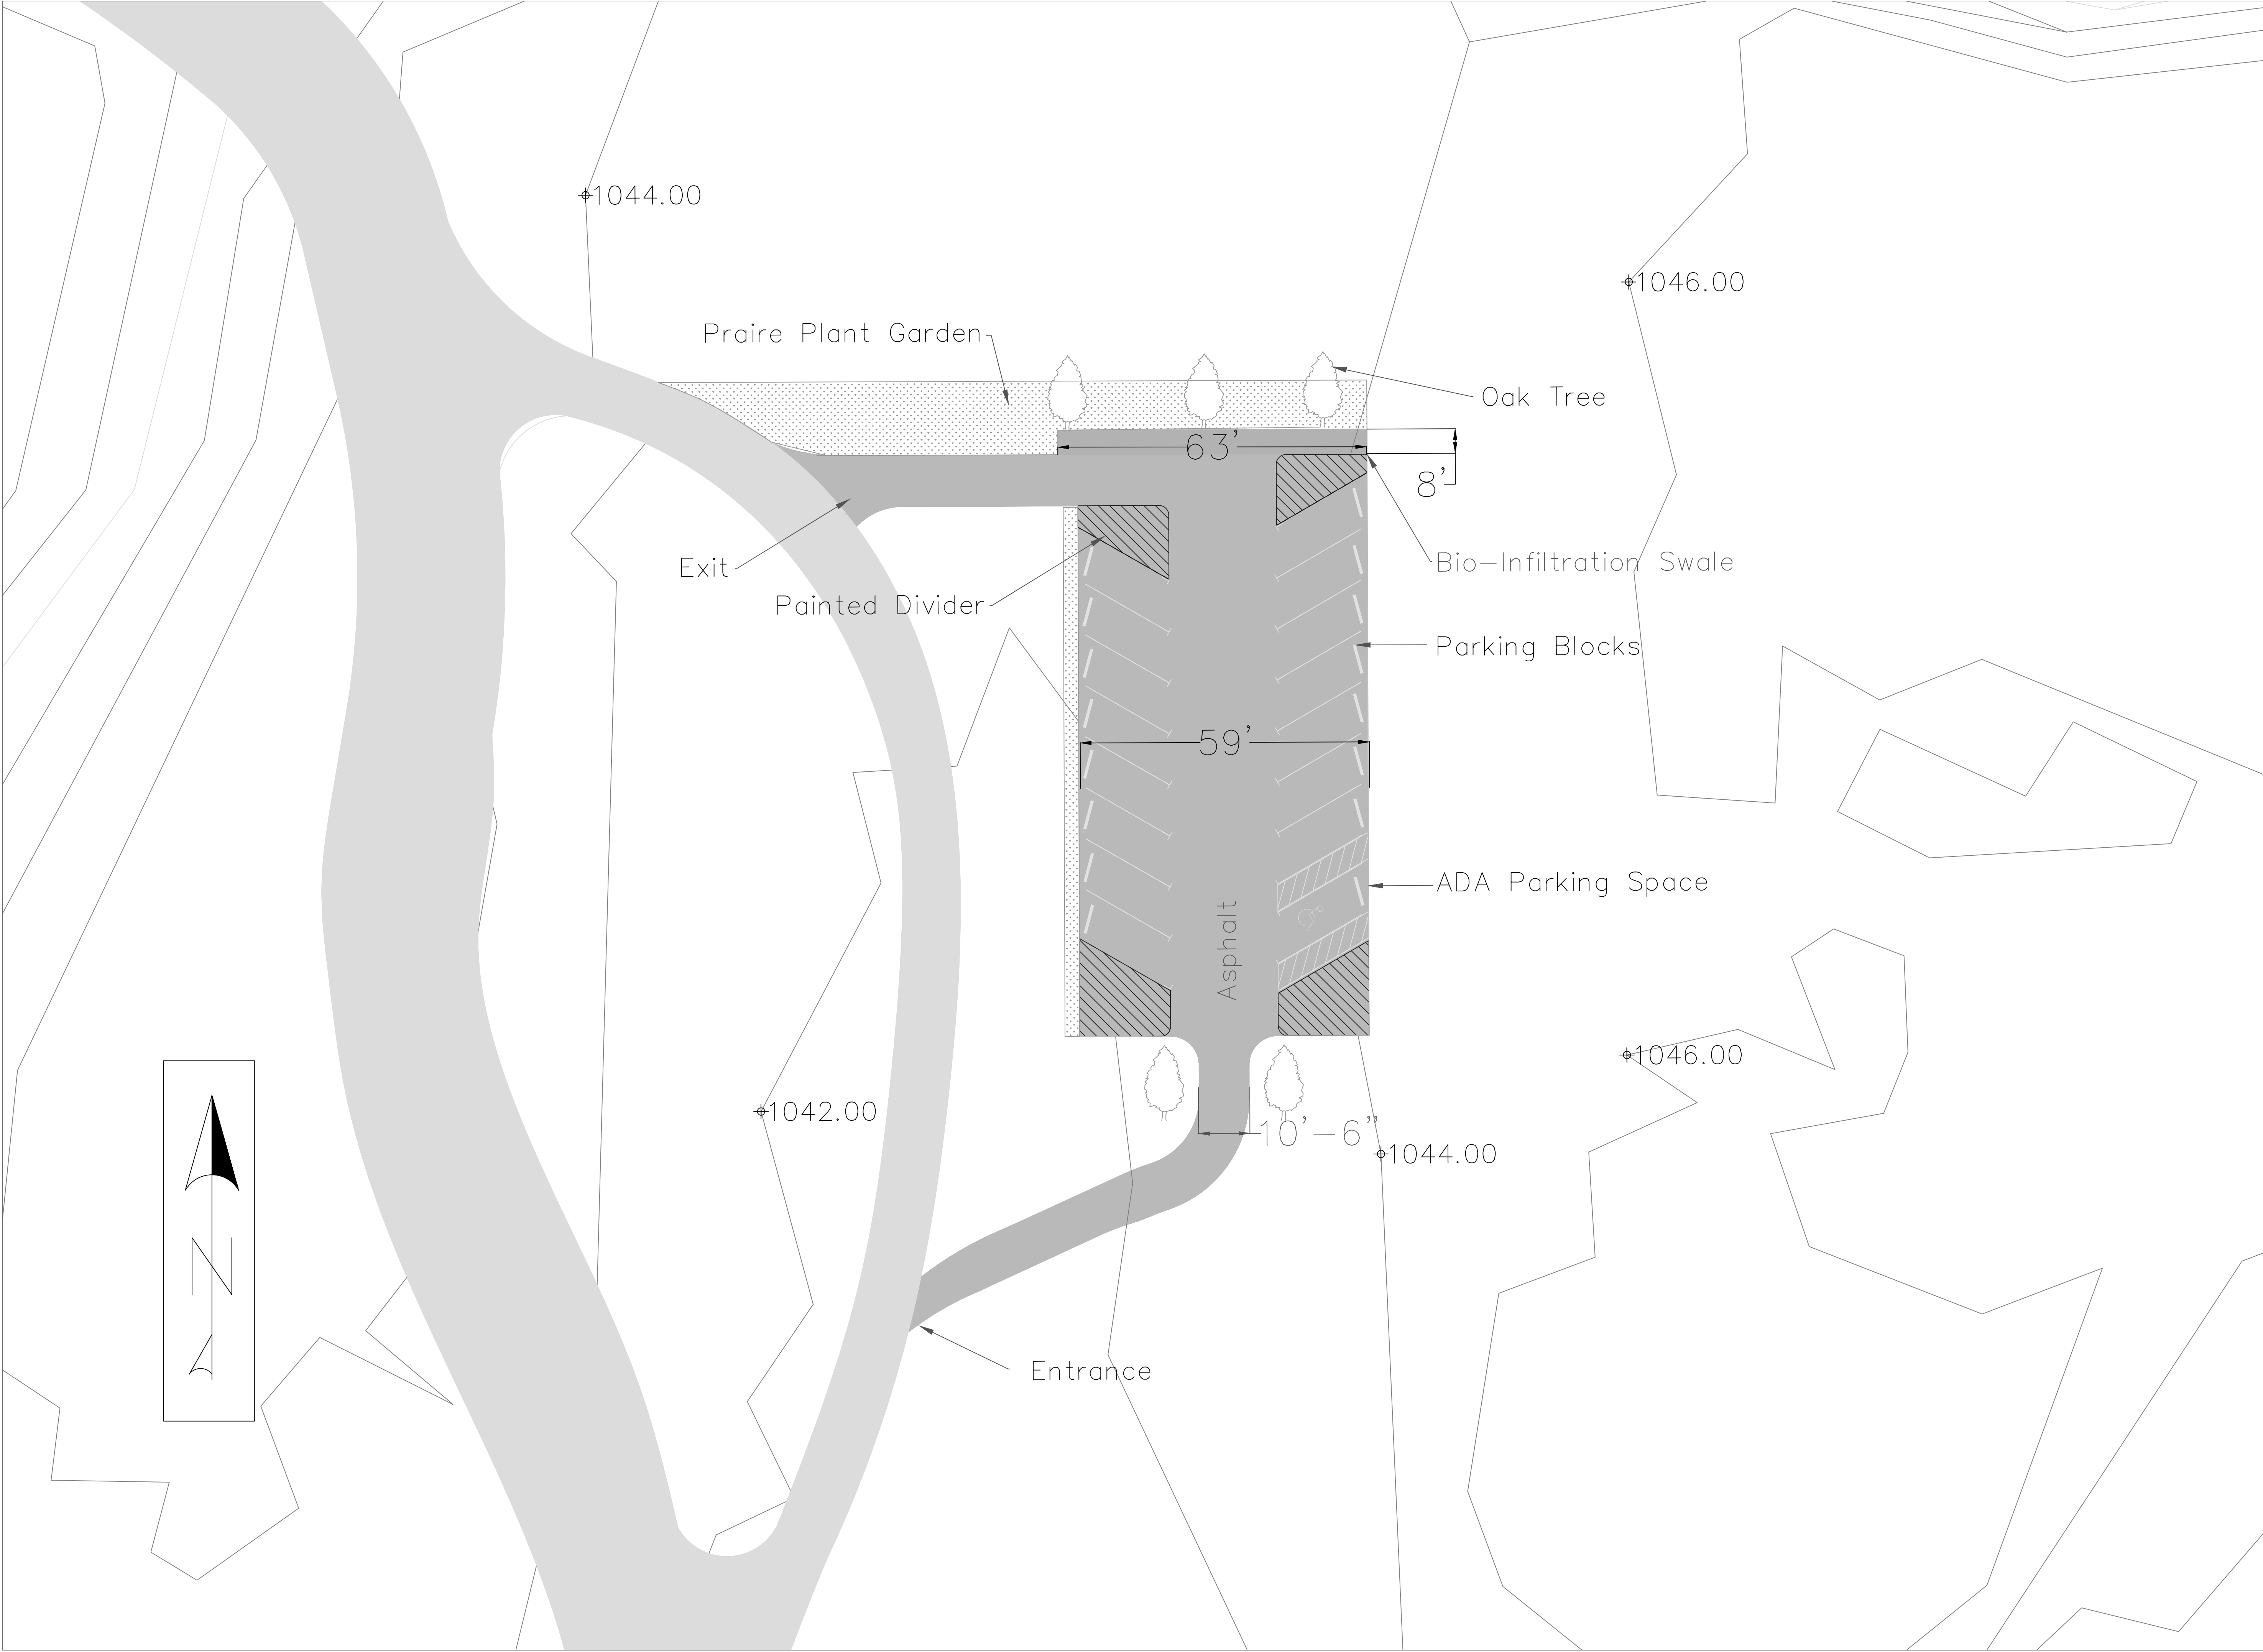 1044.00
1046.00
Praire Plant Garden
Oak Tree
63'
8'
Exit
Bio-Infiltration Swale
Painted Divider
Parking Blocks
59'
ADA Parking Space
Asphalt
1046.00
1042.00
10'-6"
1044.00
N
Entrance